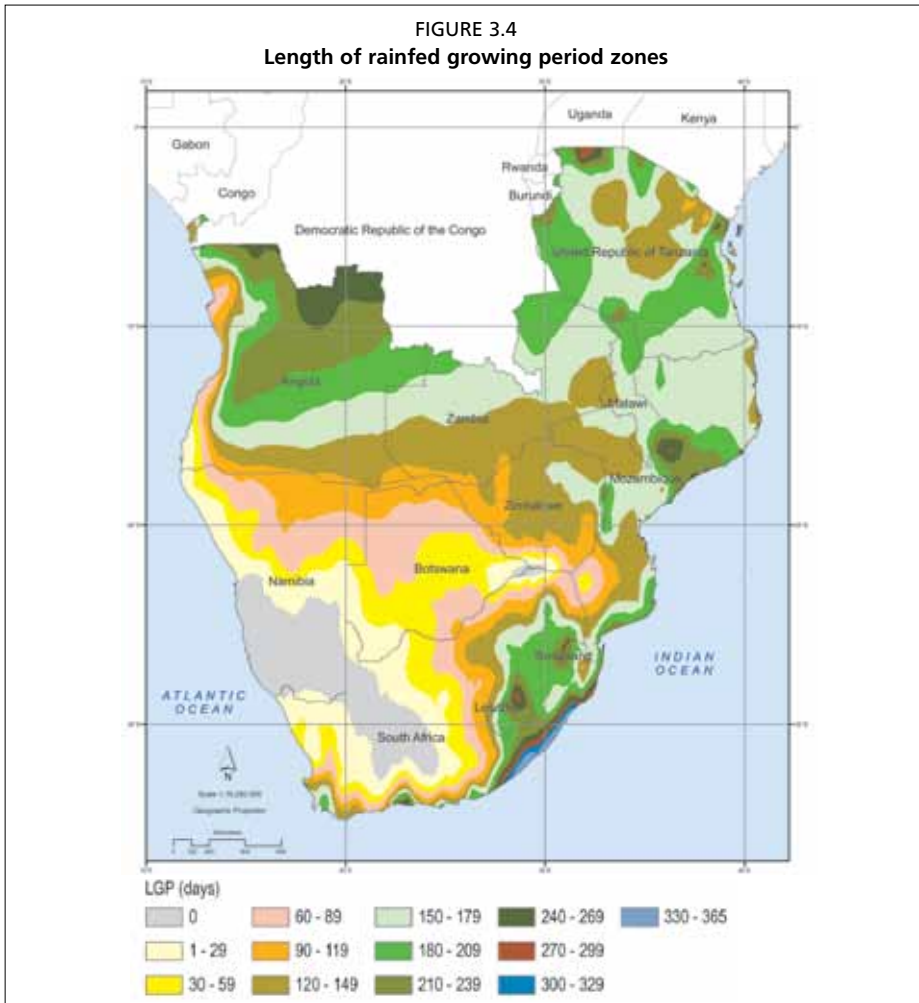 FIGURE 3.4
Length of rainfed growing period zones
Uganda
Kenya
Gabon
Rwanda
Congo
Burundi
Democratic Republic of the Congo
United Republic of Tanzania
Angola
Malawi
Zambia
Mozambique
Zimbabwe
Botswana
Namibia
Swaziland
INDIAN
OCEAN
ATLANTIC
OCEAN
Lesotho
South Africa
N
Geographic Projection
Kilometers
LGP (days)
0
60 - 89
150 - 179
240 - 269
330 - 365
1 - 29
90 - 119
180 - 209
270 - 299
30 - 59
120 - 149
210 - 239
300 - 329